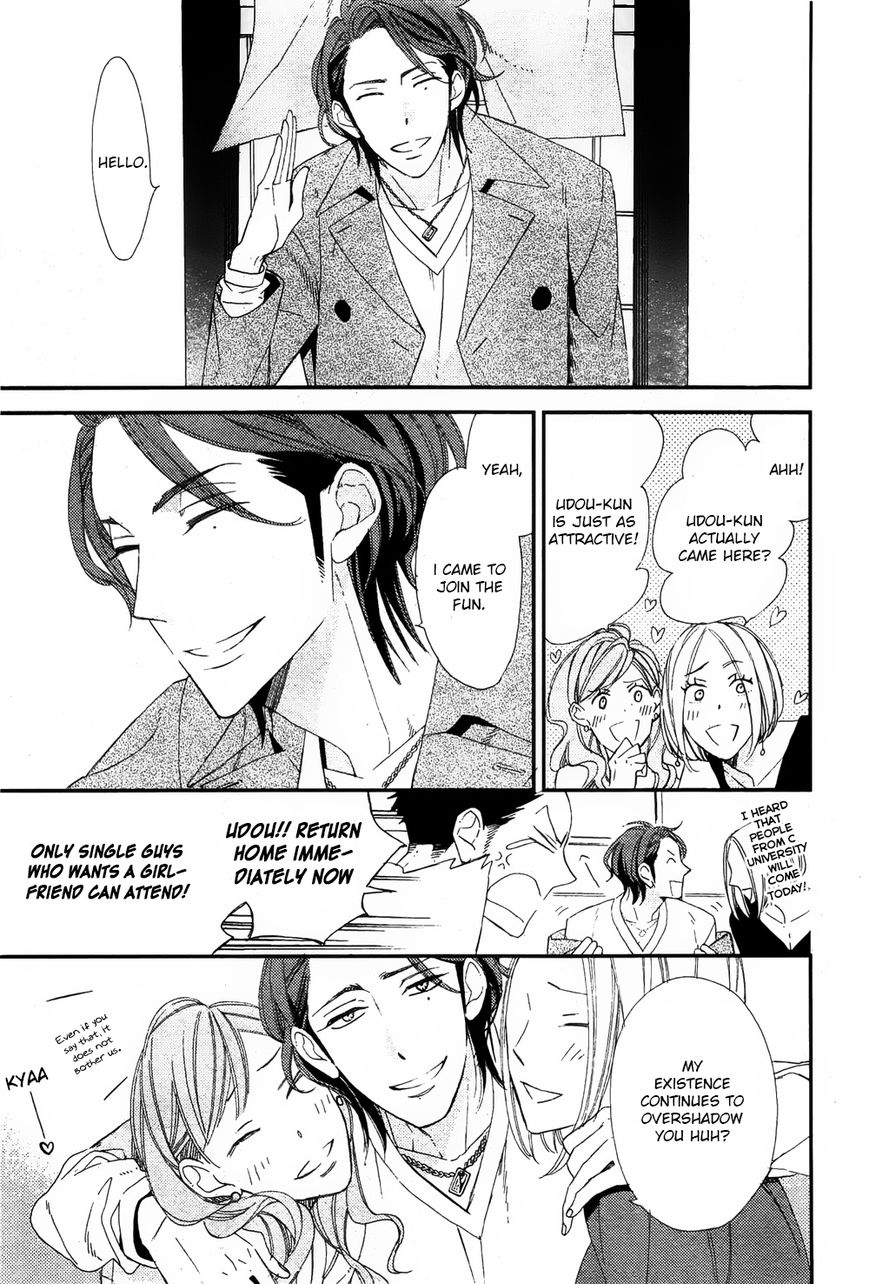 HELLO.
AHH!
UDOU-KUN
ACTUALLY
CAME HERE?
UDOU-KUN
IS JUST AS
ATTRACTIVE!
YEAH,
I CAME TO
JOIN THE
FUN.
I HEARD
THAT
PEOPLE
FROM C
UNIVERSITY
WILL
COME
TODAY!
UDOU!! RETURN
HOME IMME-
DIATELY NOW
ONLY SINGLE GUYS
WHO WANTS A GIRL-
FRIEND CAN ATTEND!
MY
EXISTENCE
CONTINUES TO
OVERSHADOW
YOU HUH?
Even if you
say that, it
does not
bother us.
KYAA